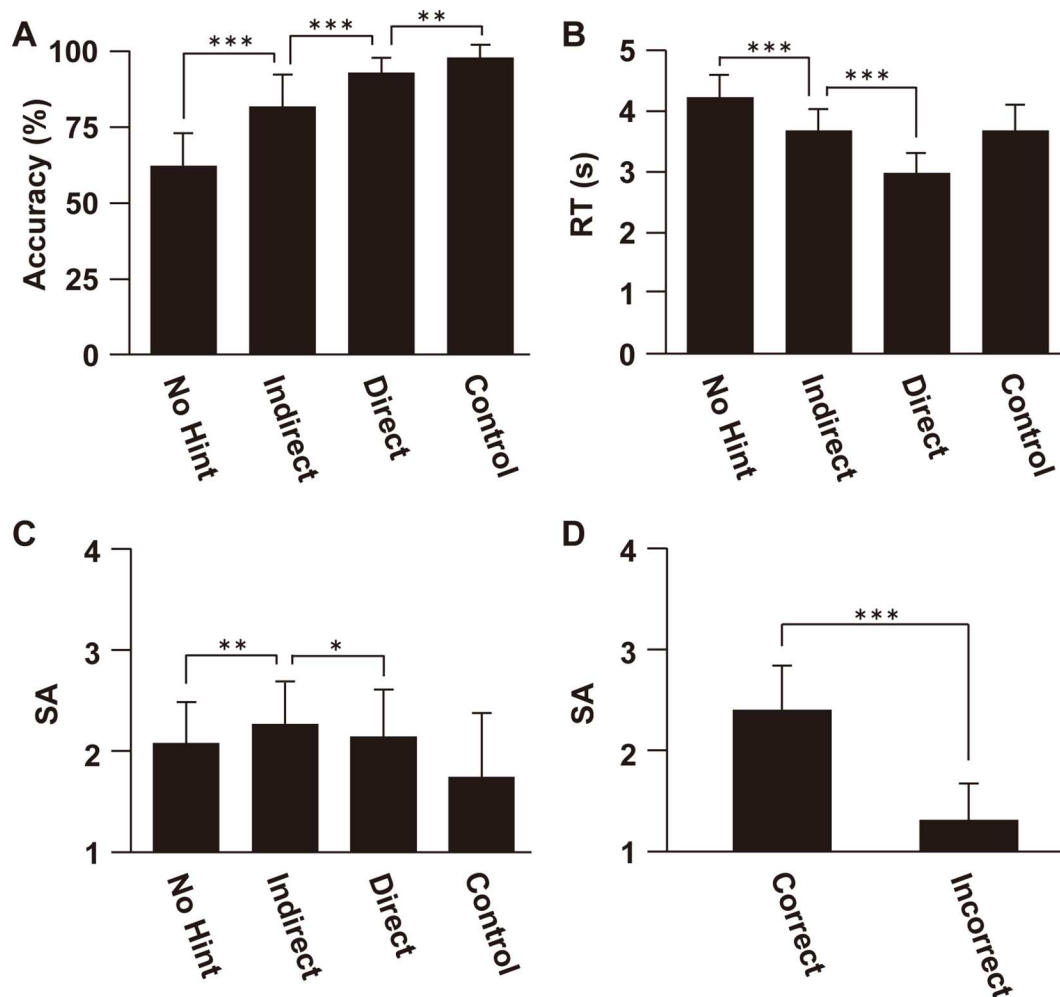 A
Accuracy (%)
100
75
50
25
0
***
***
**
No Hint
Indirect
Direct
Control
B
RT (s)
5
4
3
2
1
0
***
***
No Hint
Indirect
Direct
Control
C
SA
4
3
2
1
**
*
No Hint
Indirect
Direct
Control
D
SA
4
3
2
1
***
Correct
Incorrect